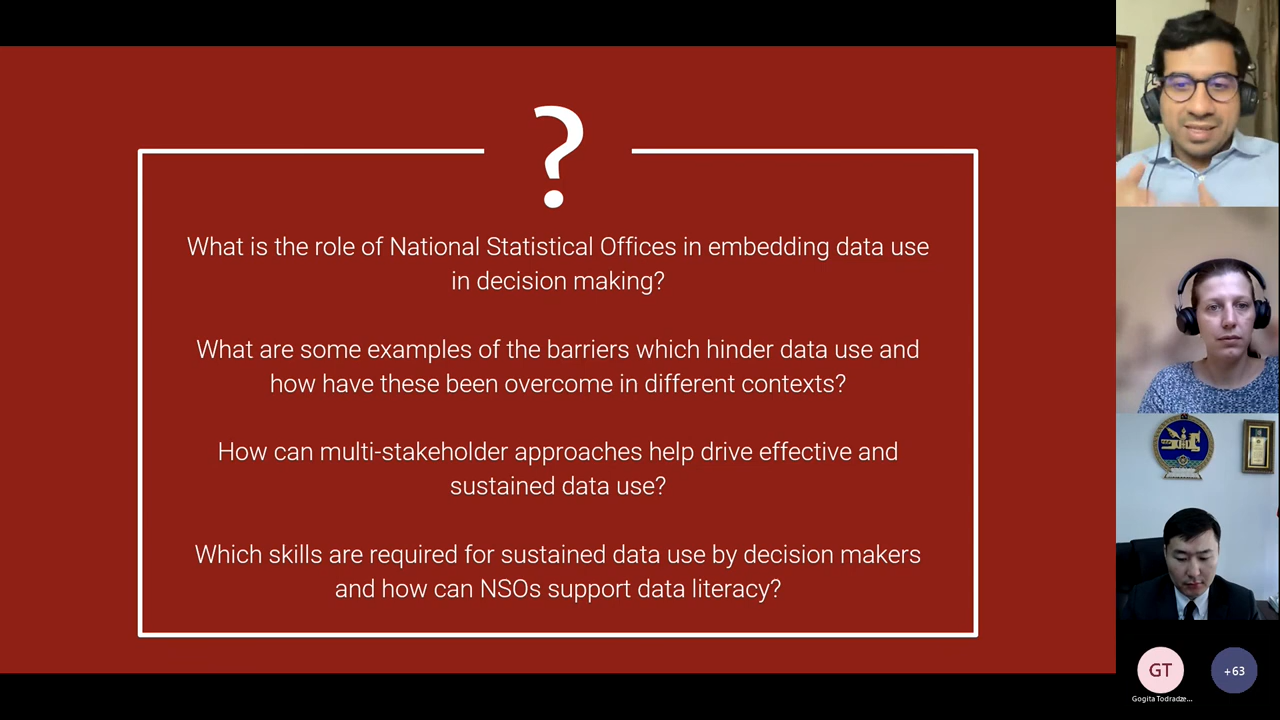 ?
What is the role of National Statistical Offices in embedding data use
in decision making?
What are some examples of the barriers which hinder data use and
how have these been overcome in different contexts?
How can multi-stakeholder approaches help drive effective and
sustained data use?
Which skills are required for sustained data use by decision makers
and how can NSOs support data literacy?
GT
+63
Gogita Todradze...